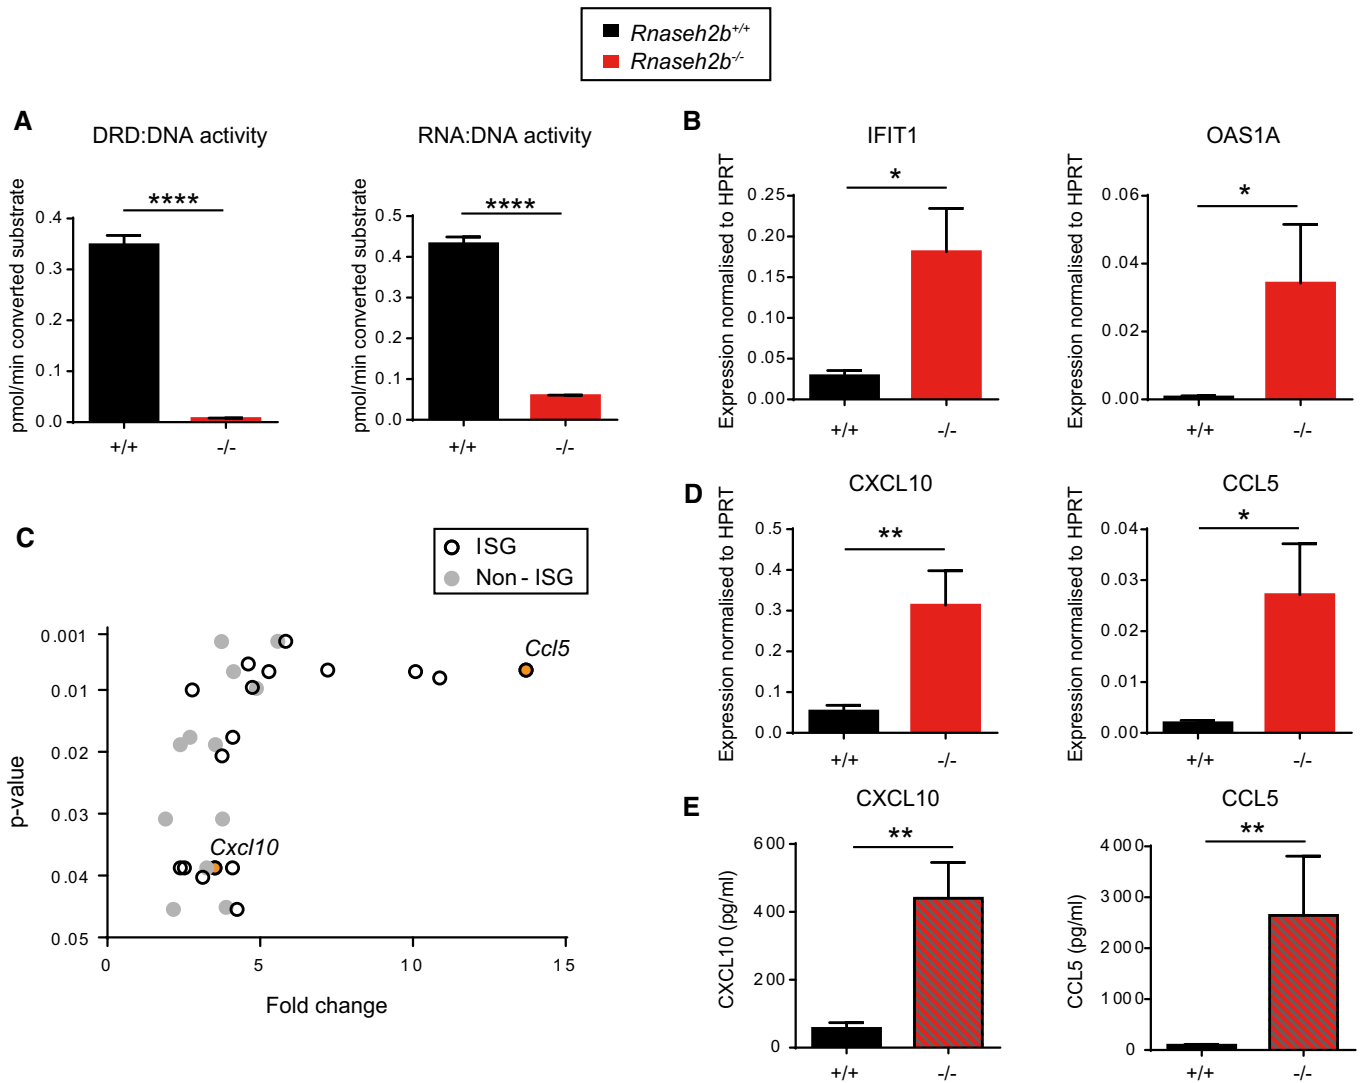 Rnaseh2b+/+
Rnaseh2b-/-
A
DRD:DNA activity
pmol/min converted substrate
0.4
0.3
0.2
0.1
0.0
****
+/+
-/-
RNA:DNA activity
pmol/min converted substrate
0.5
0.4
0.3
0.2
0.1
0.0
****
+/+
-/-
B
IFIT1
Expression normalised to HPRT
0.25
0.20
0.15
0.10
0.05
0.00
*
+/+
-/-
OAS1A
Expression normalised to HPRT
0.06
0.04
0.02
0.00
*
+/+
-/-
C
ISG
Non - ISG
p-value
0.001
0.01
0.02
0.03
0.04
0.05
Ccl5
Cxcl10
0
5
10
15
Fold change
D
CXCL10
Expression normalised to HPRT
0.5
0.4
0.3
0.2
0.1
0.0
**
+/+
-/-
CCL5
Expression normalised to HPRT
0.04
0.03
0.02
0.01
0.00
*
+/+
-/-
E
CXCL10
CXCL10 (pg/ml)
600
400
200
0
**
+/+
-/-
CCL5
CCL5 (pg/ml)
4000
3000
2000
1000
0
**
+/+
-/-